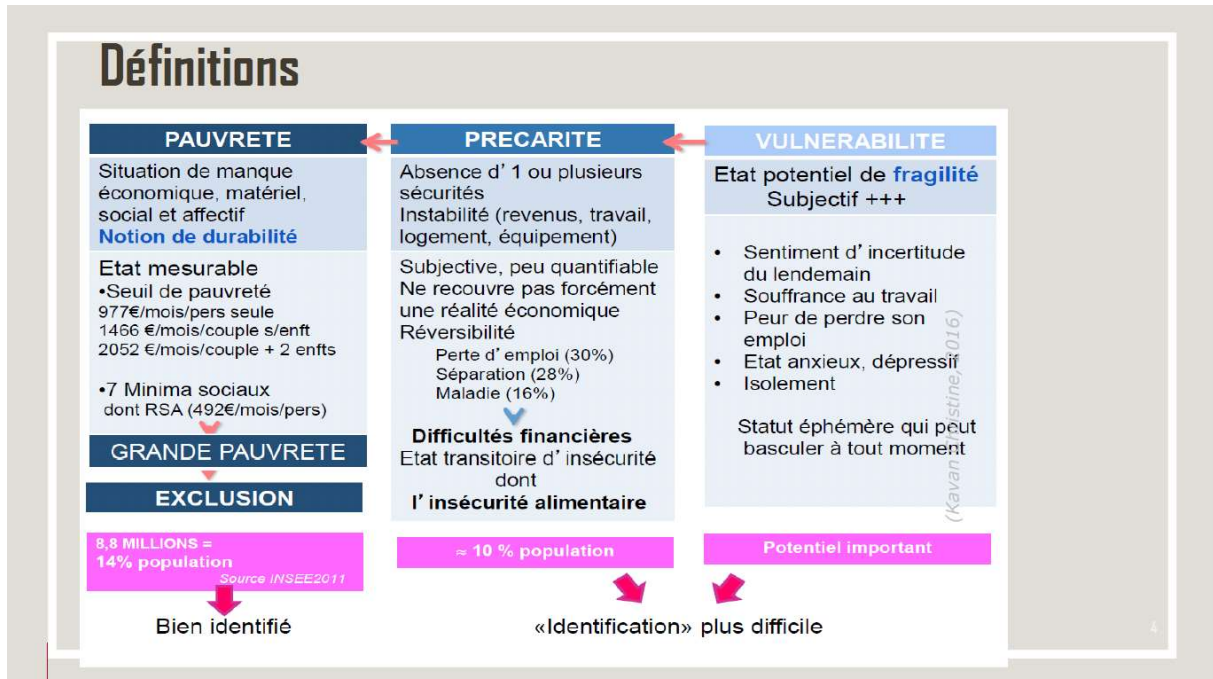 Définitions
PAUVRETE
Situation de manque
économique, matériel,
social et affectif
Notion de durabilité
Etat mesurable
•Seuil de pauvreté
977€/mois/pers seule
1466 €/mois/couple s/enft
2052 €/mois/couple + 2 enfts
•7 Minima sociaux
dont RSA (492€/mois/pers)
GRANDE PAUVRETE
EXCLUSION
8,8 MILLIONS =
14% population
Source INSEE2011
Bien identifié
PRECARITE
Absence d’1 ou plusieurs
sécurités
Instabilité (revenus, travail,
logement, équipement)
Subjective, peu quantifiable
Ne recouvre pas forcément
une réalité économique
Réversibilité
Perte d’emploi (30%)
Séparation (28%)
Maladie (16%)
Difficultés financières
Etat transitoire d’insécurité
dont
l’insécurité alimentaire
≈ 10 % population
VULNERABILITE
Etat potentiel de fragilité
Subjectif +++
• Sentiment d’incertitude
du lendemain
• Souffrance au travail
• Peur de perdre son
emploi
• Etat anxieux, dépressif
• Isolement
Statut éphémère qui peut
basculer à tout moment
(Kavan Christine, 2016)
Potentiel important
«Identification» plus difficile
4